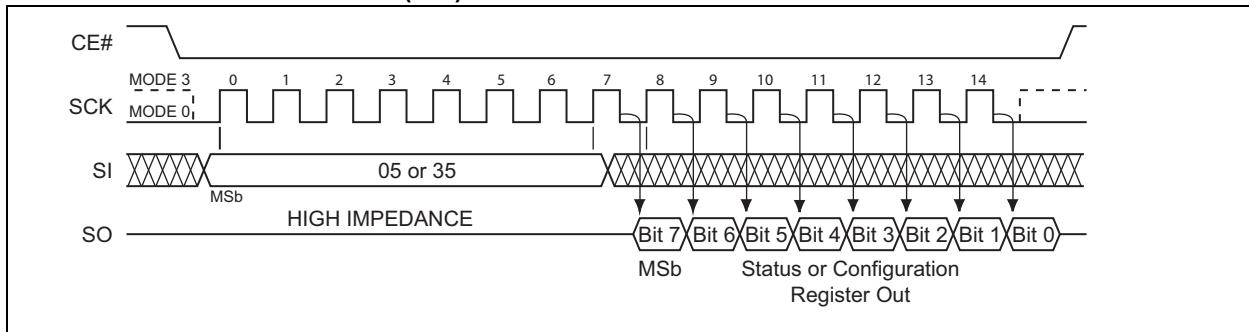 (
)
CE#
MODE 3
0 1 2 3 4 5 6 7 8 9 10 11 12 13 14
SCK
MODE 0
SI
05 or 35
MSb
HIGH IMPEDANCE
SO
Bit 7 Bit 6 Bit 5 Bit 4 Bit 3 Bit 2 Bit 1 Bit 0
MSb
Status or Configuration
Register Out